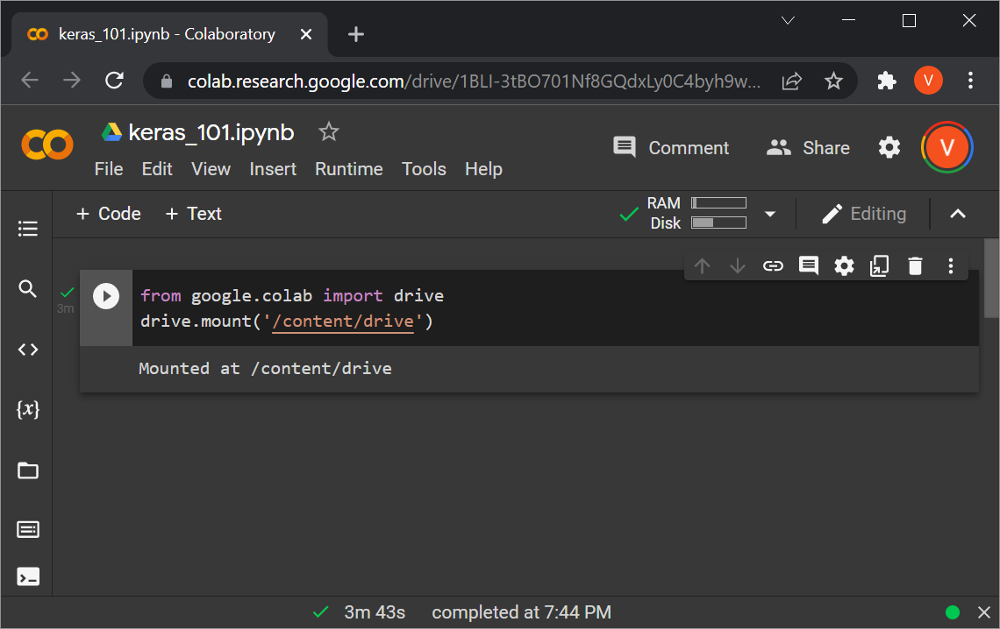 keras_101.ipynb - Colaboratory
colab.research.google.com/drive/1BLI-3tBO701Nf8GQdxLy0C4byh9w...
V
keras_101.ipynb
Comment
Share
V
File Edit View Insert Runtime Tools Help
+ Code + Text
RAM
Disk
Editing
3m
from google.colab import drive
drive.mount('/content/drive')
Mounted at /content/drive
{x}
3m 43s completed at 7:44 PM